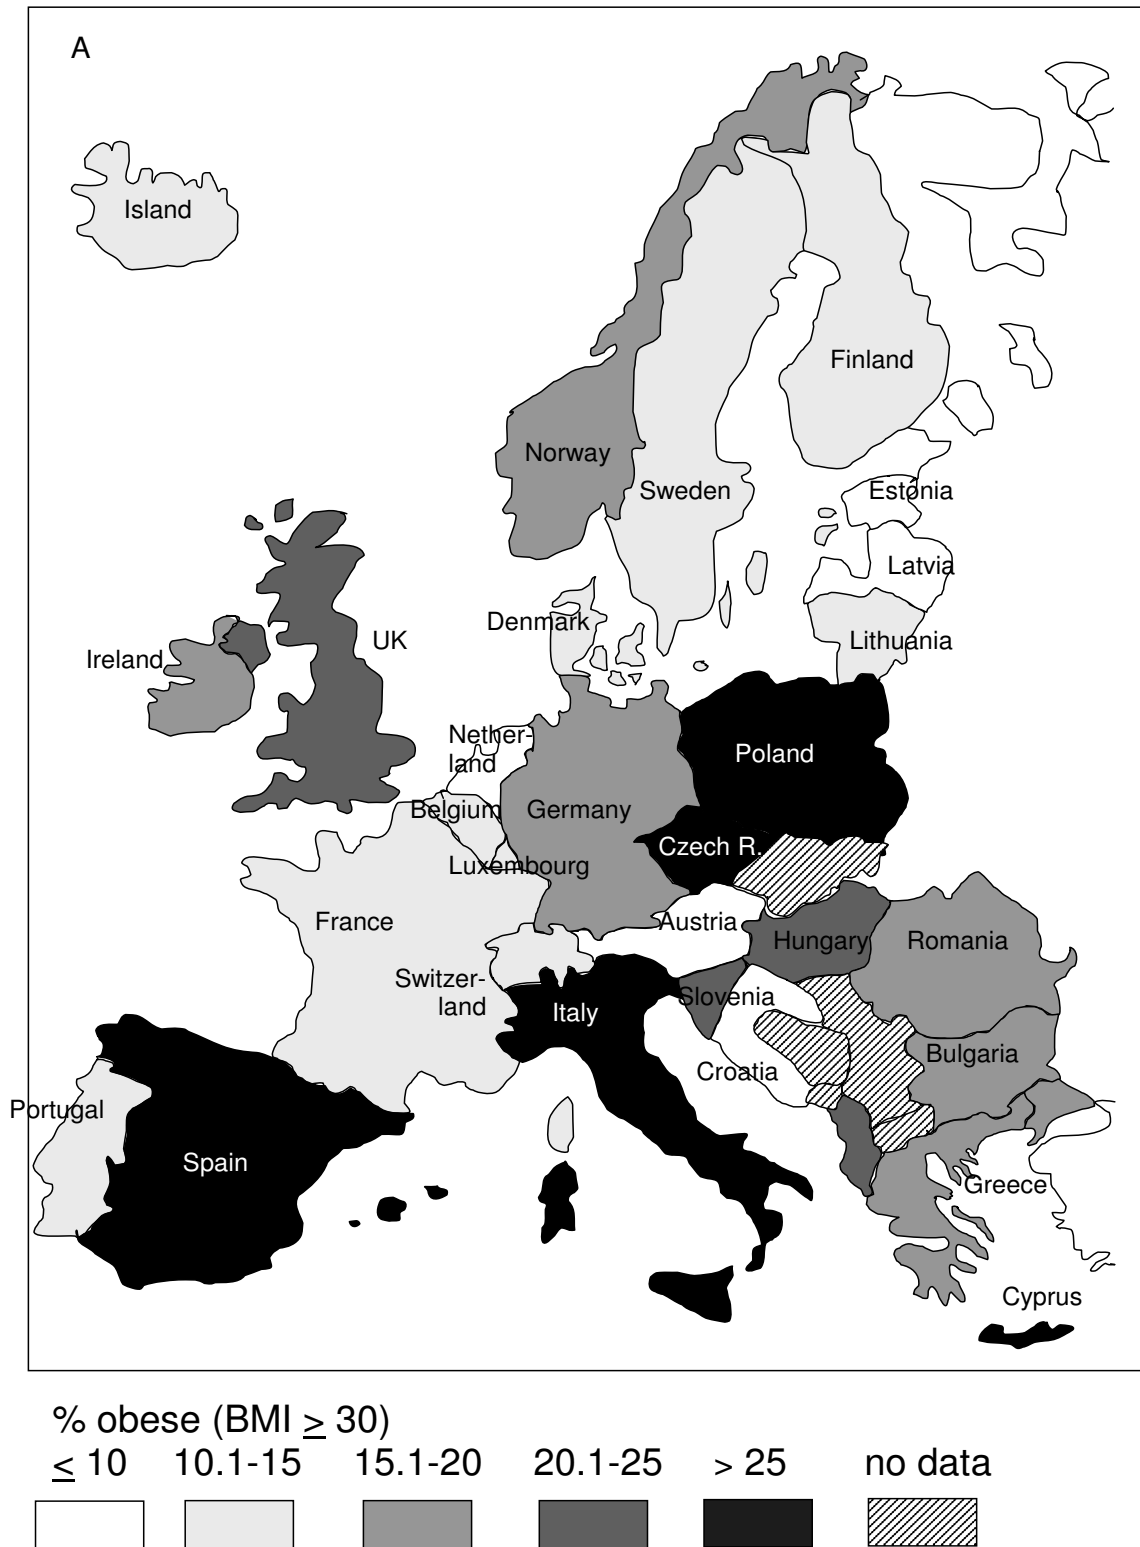 A
Island
Finland
Norway
Sweden
Estonia
Latvia
Denmark
Lithuania
UK
Ireland
Nether-
land
Poland
Belgium
Germany
Czech R.
Luxembourg
France
Austria
Hungary
Romania
Switzer-
land
Slovenia
Italy
Bulgaria
Croatia
Portugal
Spain
Greece
Cyprus
% obese (BMI ≥ 30)
≤ 10 10.1-15 15.1-20 20.1-25 > 25 no data